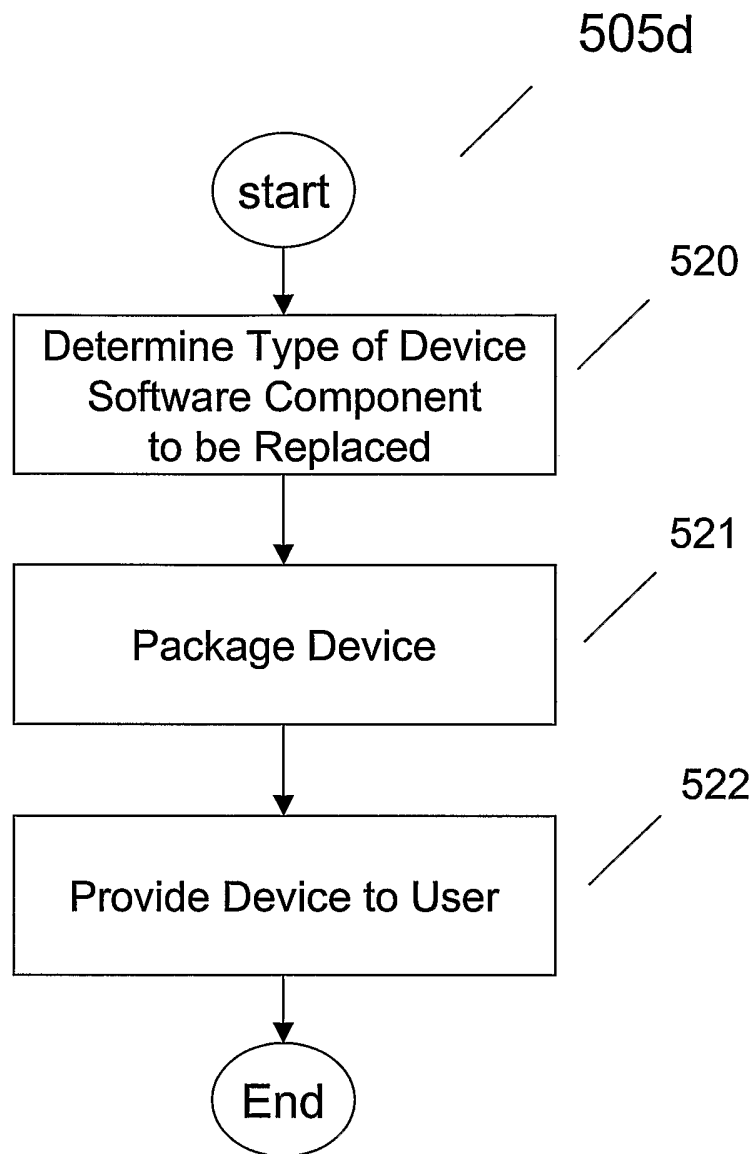 505d
start
520
Determine Type of Device
Software Component
to be Replaced
521
Package Device
522
Provide Device to User
End